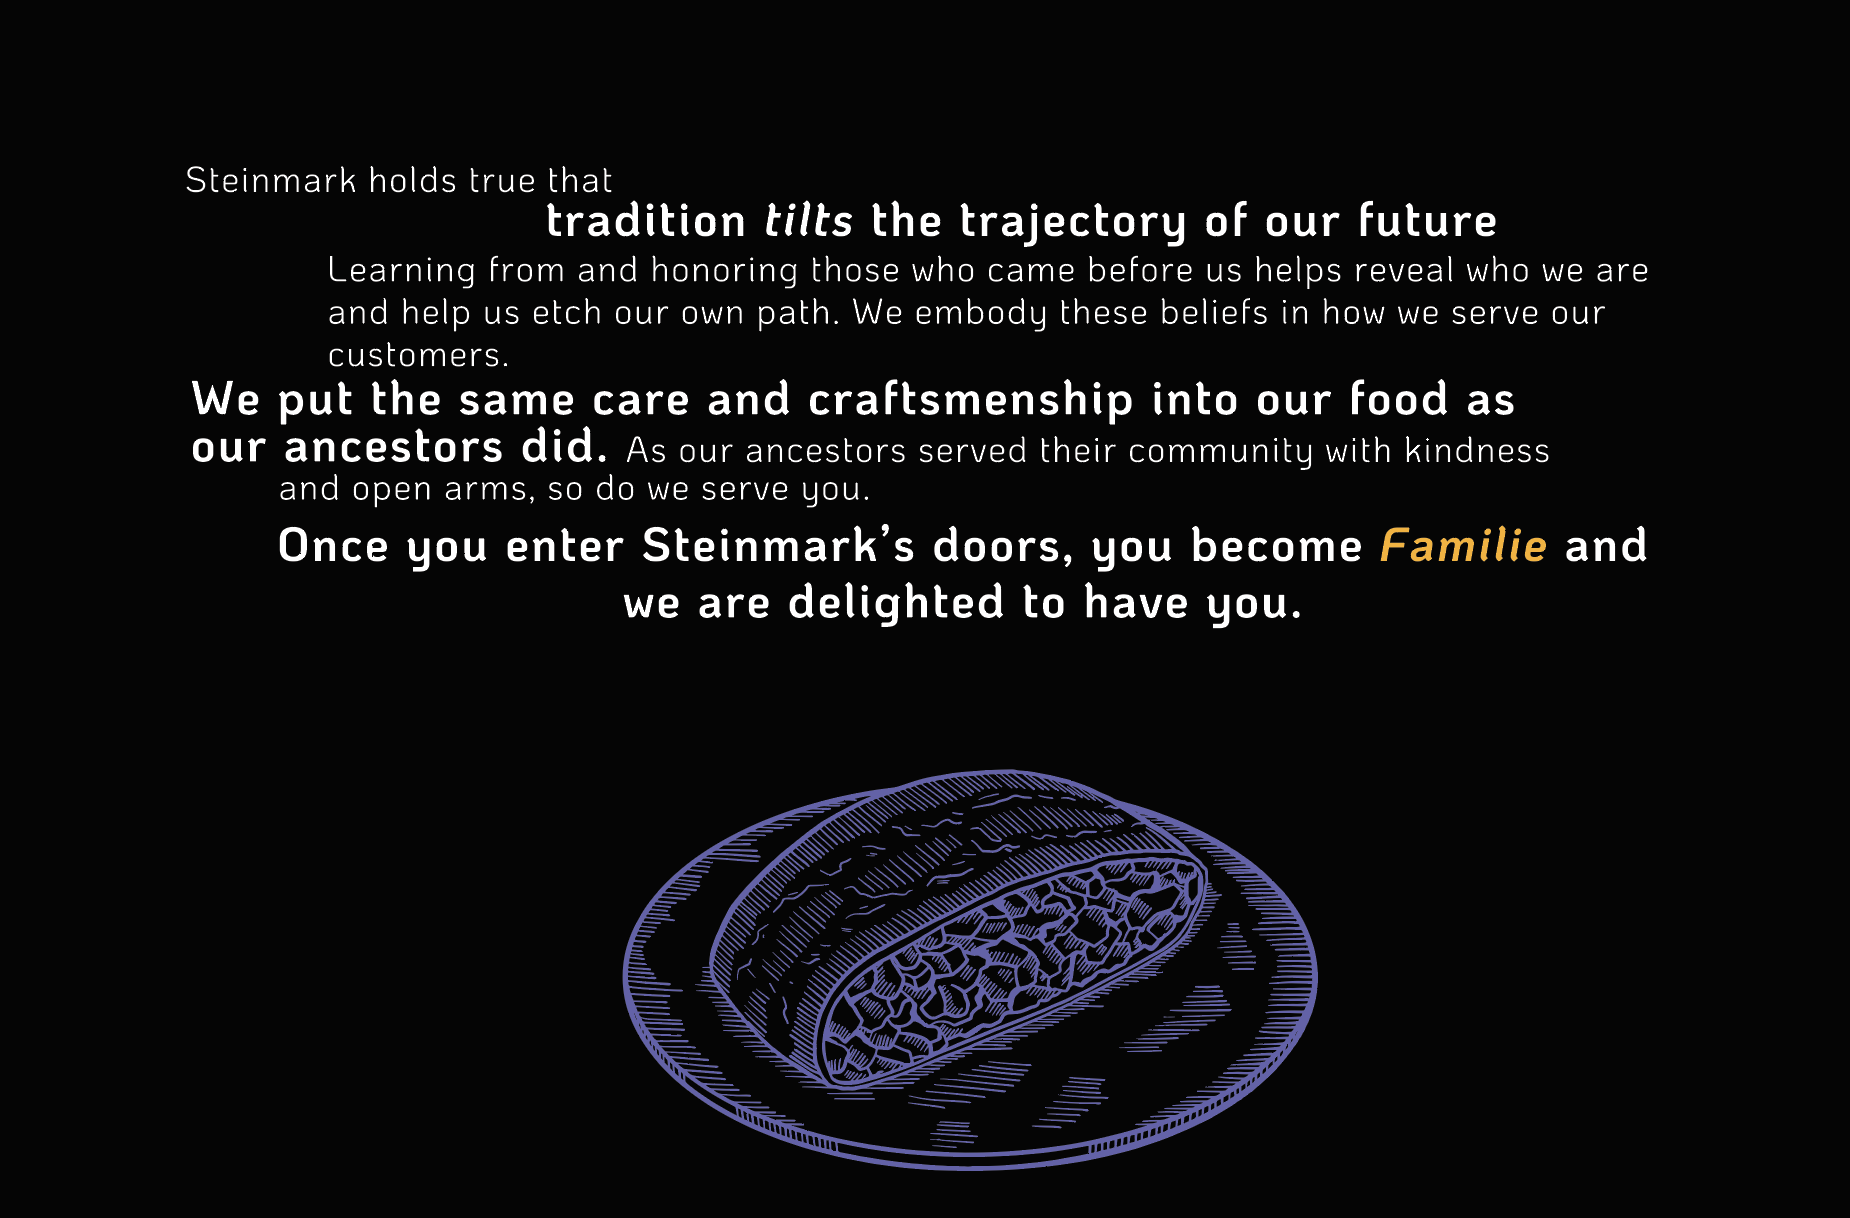 Steinmark holds true that
tradition tilts the trajectory of our future
Learning from and honoring those who came before us helps reveal who we are
and help us etch our own path. We embody these beliefs in how we serve our
customers.
We put the same care and craftsmenship into our food as
our ancestors did. As our ancestors served their community with kindness
and open arms, so do we serve you.
Once you enter Steinmark’s doors, you become Familie and
we are delighted to have you.